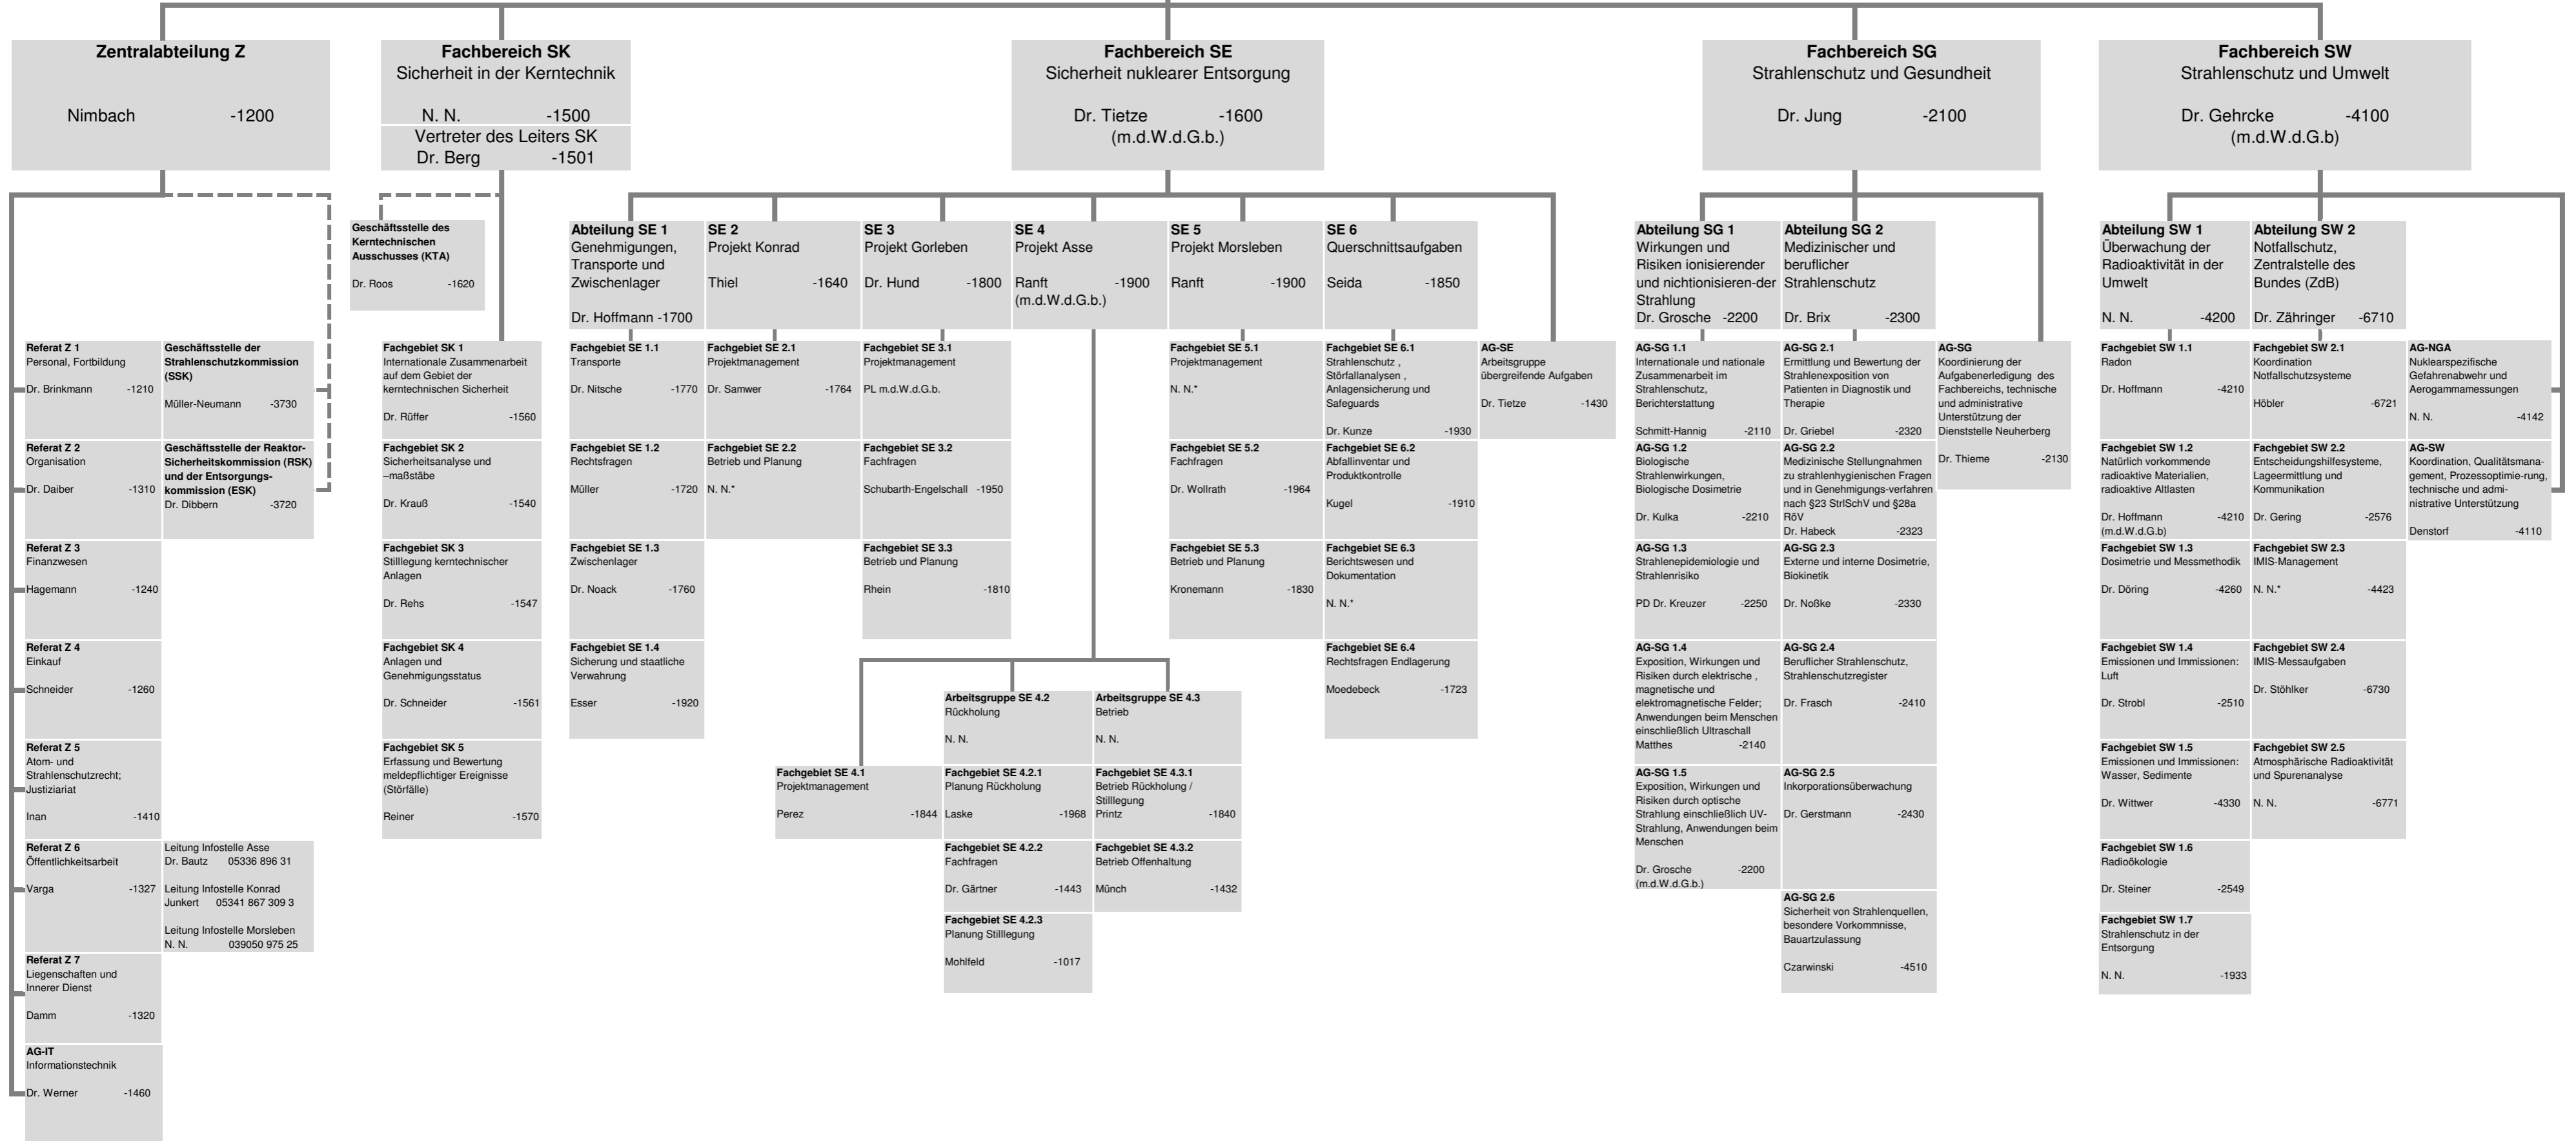 Zentralabteilung Z
Nimbach -1200
Fachbereich SK
Sicherheit in der Kerntechnik
N. N. -1500
Vertreter des Leiters SK
Dr. Berg -1501
Fachbereich SE
Sicherheit nuklearer Entsorgung
Dr. Tietze -1600
(m.d.W.d.G.b.)
Fachbereich SG
Strahlenschutz und Gesundheit
Dr. Jung -2100
Fachbereich SW
Strahlenschutz und Umwelt
Dr. Gehrcke -4100
(m.d.W.d.G.b)
Referat Z 1
Personal, Fortbildung
Dr. Brinkmann -1210
Referat Z 2
Organisation
Dr. Daiber -1310
Referat Z 3
Finanzwesen
Hagemann -1240
Referat Z 4
Einkauf
Schneider -1260
Referat Z 5
Atom- und
Strahlenschutzrecht;
Justiziariat
Inan -1410
Referat Z 6
Öffentlichkeitsarbeit
Varga -1327
Referat Z 7
Liegenschaften und
Innerer Dienst
Damm -1320
AG-IT
Informationstechnik
Dr. Werner -1460
Geschäftsstelle der
Strahlenschutzkommission
(SSK)
Müller-Neumann -3730
Geschäftsstelle der Reaktor-
Sicherheitskommission (RSK)
und der Entsorgungs-
kommission (ESK)
Dr. Dibbern -3720
Leitung Infostelle Asse
Dr. Bautz 05336 896 31
Leitung Infostelle Konrad
Junkert 05341 867 309 3
Leitung Infostelle Morsleben
N. N. 039050 975 25
Geschäftsstelle des
Kerntechnischen
Ausschusses (KTA)
Dr. Roos -1620
Fachgebiet SK 1
Internationale Zusammenarbeit
auf dem Gebiet der
kerntechnischen Sicherheit
Dr. Rüffer -1560
Fachgebiet SK 2
Sicherheitsanalyse und
–maßstäbe
Dr. Krauß -1540
Fachgebiet SK 3
Stilllegung kerntechnischer
Anlagen
Dr. Rehs -1547
Fachgebiet SK 4
Anlagen und
Genehmigungsstatus
Dr. Schneider -1561
Fachgebiet SK 5
Erfassung und Bewertung
meldepflichtiger Ereignisse
(Störfälle)
Reiner -1570
Abteilung SE 1
Genehmigungen,
Transporte und
Zwischenlager
Dr. Hoffmann -1700
Fachgebiet SE 1.1
Transporte
Dr. Nitsche -1770
Fachgebiet SE 1.2
Rechtsfragen
Müller -1720
Fachgebiet SE 1.3
Zwischenlager
Dr. Noack -1760
Fachgebiet SE 1.4
Sicherung und staatliche
Verwahrung
Esser -1920
SE 2
Projekt Konrad
Thiel -1640
Fachgebiet SE 2.1
Projektmanagement
Dr. Samwer -1764
Fachgebiet SE 2.2
Betrieb und Planung
N. N.*
SE 3
Projekt Gorleben
Dr. Hund -1800
Fachgebiet SE 3.1
Projektmanagement
PL m.d.W.d.G.b.
Fachgebiet SE 3.2
Fachfragen
Schubarth-Engelschall -1950
Fachgebiet SE 3.3
Betrieb und Planung
Rhein -1810
SE 4
Projekt Asse
Ranft -1900
(m.d.W.d.G.b.)
Fachgebiet SE 4.1
Projektmanagement
Perez -1844
Arbeitsgruppe SE 4.2
Rückholung
N. N.
Fachgebiet SE 4.2.1
Planung Rückholung
Laske -1968
Fachgebiet SE 4.2.2
Fachfragen
Dr. Gärtner -1443
Fachgebiet SE 4.2.3
Planung Stilllegung
Mohlfeld -1017
Arbeitsgruppe SE 4.3
Betrieb
N. N.
Fachgebiet SE 4.3.1
Betrieb Rückholung /
Stilllegung
Printz -1840
Fachgebiet SE 4.3.2
Betrieb Offenhaltung
Münch -1432
SE 5
Projekt Morsleben
Ranft -1900
Fachgebiet SE 5.1
Projektmanagement
N. N.*
Fachgebiet SE 5.2
Fachfragen
Dr. Wollrath -1964
Fachgebiet SE 5.3
Betrieb und Planung
Kronemann -1830
SE 6
Querschnittsaufgaben
Seida -1850
Fachgebiet SE 6.1
Strahlenschutz ,
Störfallanalysen ,
Anlagensicherung und
Safeguards
Dr. Kunze -1930
Fachgebiet SE 6.2
Abfallinventar und
Produktkontrolle
Kugel -1910
Fachgebiet SE 6.3
Berichtswesen und
Dokumentation
N. N.*
Fachgebiet SE 6.4
Rechtsfragen Endlagerung
Moedebeck -1723
AG-SE
Arbeitsgruppe
übergreifende Aufgaben
Dr. Tietze -1430
Abteilung SG 1
Wirkungen und
Risiken ionisierender
und nichtionisieren-der
Strahlung
Dr. Grosche -2200
AG-SG 1.1
Internationale und nationale
Zusammenarbeit im
Strahlenschutz,
Berichterstattung
Schmitt-Hannig -2110
AG-SG 1.2
Biologische
Strahlenwirkungen,
Biologische Dosimetrie
Dr. Kulka -2210
AG-SG 1.3
Strahlenepidemiologie und
Strahlenrisiko
PD Dr. Kreuzer -2250
AG-SG 1.4
Exposition, Wirkungen und
Risiken durch elektrische ,
magnetische und
elektromagnetische Felder;
Anwendungen beim Menschen
einschließlich Ultraschall
Matthes -2140
AG-SG 1.5
Exposition, Wirkungen und
Risiken durch optische
Strahlung einschließlich UV-
Strahlung, Anwendungen beim
Menschen
Dr. Grosche -2200
(m.d.W.d.G.b.)
Abteilung SG 2
Medizinischer und
beruflicher
Strahlenschutz
Dr. Brix -2300
AG-SG 2.1
Ermittlung und Bewertung der
Strahlenexposition von
Patienten in Diagnostik und
Therapie
Dr. Griebel -2320
AG-SG 2.2
Medizinische Stellungnahmen
zu strahlenhygienischen Fragen
und in Genehmigungs-verfahren
nach §23 StrlSchV und §28a
RöV
Dr. Habeck -2323
AG-SG 2.3
Externe und interne Dosimetrie,
Biokinetik
Dr. Noßke -2330
AG-SG 2.4
Beruflicher Strahlenschutz,
Strahlenschutzregister
Dr. Frasch -2410
AG-SG 2.5
Inkorporationsüberwachung
Dr. Gerstmann -2430
AG-SG 2.6
Sicherheit von Strahlenquellen,
besondere Vorkommnisse,
Bauartzulassung
Czarwinski -4510
AG-SG
Koordinierung der
Aufgabenerledigung des
Fachbereichs, technische
und administrative
Unterstützung der
Dienststelle Neuherberg
Dr. Thieme -2130
Abteilung SW 1
Überwachung der
Radioaktivität in der
Umwelt
N. N. -4200
Fachgebiet SW 1.1
Radon
Dr. Hoffmann -4210
Fachgebiet SW 1.2
Natürlich vorkommende
radioaktive Materialien,
radioaktive Altlasten
Dr. Hoffmann -4210
(m.d.W.d.G.b)
Fachgebiet SW 1.3
Dosimetrie und Messmethodik
Dr. Döring -4260
Fachgebiet SW 1.4
Emissionen und Immissionen:
Luft
Dr. Strobl -2510
Fachgebiet SW 1.5
Emissionen und Immissionen:
Wasser, Sedimente
Dr. Wittwer -4330
Fachgebiet SW 1.6
Radioökologie
Dr. Steiner -2549
Fachgebiet SW 1.7
Strahlenschutz in der
Entsorgung
N. N. -1933
Abteilung SW 2
Notfallschutz,
Zentralstelle des
Bundes (ZdB)
Dr. Zähringer -6710
Fachgebiet SW 2.1
Koordination
Notfallschutzsysteme
Höbler -6721
Fachgebiet SW 2.2
Entscheidungshilfesysteme,
Lageermittlung und
Kommunikation
Dr. Gering -2576
Fachgebiet SW 2.3
IMIS-Management
N. N.* -4423
Fachgebiet SW 2.4
IMIS-Messaufgaben
Dr. Stöhlker -6730
Fachgebiet SW 2.5
Atmosphärische Radioaktivität
und Spurenanalyse
N. N. -6771
AG-NGA
Nuklearspezifische
Gefahrenabwehr und
Aerogammamessungen
N. N. -4142
AG-SW
Koordination, Qualitätsmana-
gement, Prozessoptimie-rung,
technische und admi-
nistrative Unterstützung
Denstorf -4110